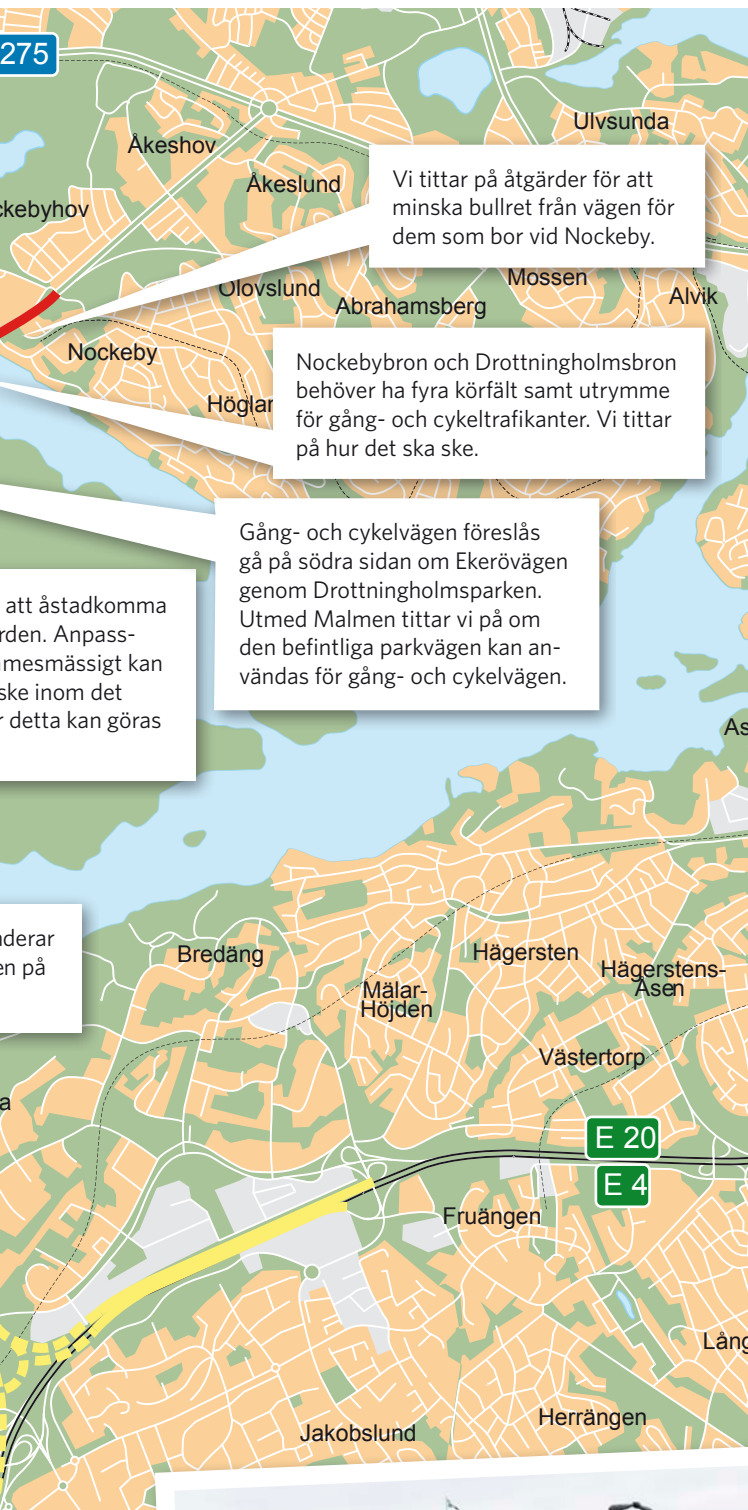 275
Ulvsunda
Åkeshov
Åkeslund
ckebyhov
Vi tittar på åtgärder för att
minska bullret från vägen för
dem som bor vid Nockeby.
Olovslund
Mossen
Abrahamsberg
Alvik
Nockeby
Höglan
Nockebybron och Drottningholmsbron
behöver ha fyra körfält samt utrymme
för gång- och cykeltrafikanter. Vi tittar
på hur det ska ske.
Gång- och cykelvägen föreslås
gå på södra sidan om Ekerövägen
genom Drottningholmsparken.
Utmed Malmen tittar vi på om
den befintliga parkvägen kan an-
vändas för gång- och cykelvägen.
att åstadkomma
rden. Anpass-
mesmässigt kan
ske inom det
r detta kan göras
As
derar
en på
Bredäng
Hägersten
Hägerstens-
Åsen
Mälar-
Höjden
Västertorp
a
E 20
E 4
Fruängen
Lång
Herrängen
Jakobslund